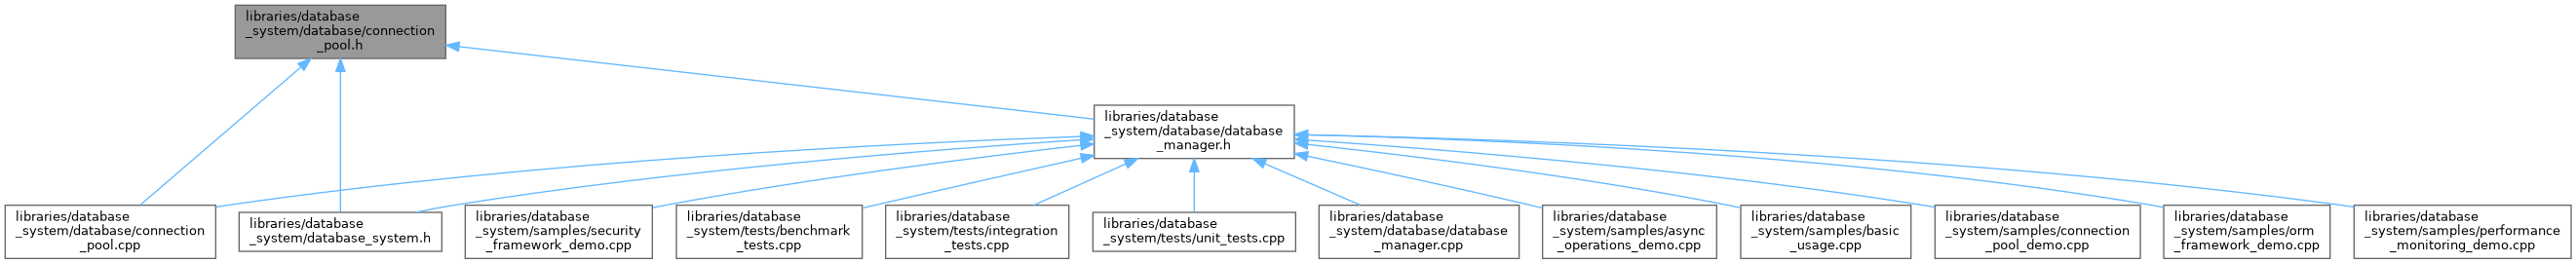 libraries/database
_system/database/connection
_pool.h
libraries/database
_system/database/database
_manager.h
libraries/database
_system/database/connection
_pool.cpp
libraries/database
_system/database_system.h
libraries/database
_system/samples/security
_framework_demo.cpp
libraries/database
_system/tests/benchmark
_tests.cpp
libraries/database
_system/tests/integration
_tests.cpp
libraries/database
_system/tests/unit_tests.cpp
libraries/database
_system/database/database
_manager.cpp
libraries/database
_system/samples/async
_operations_demo.cpp
libraries/database
_system/samples/basic
_usage.cpp
libraries/database
_system/samples/connection
_pool_demo.cpp
libraries/database
_system/samples/orm
_framework_demo.cpp
libraries/database
_system/samples/performance
_monitoring_demo.cpp